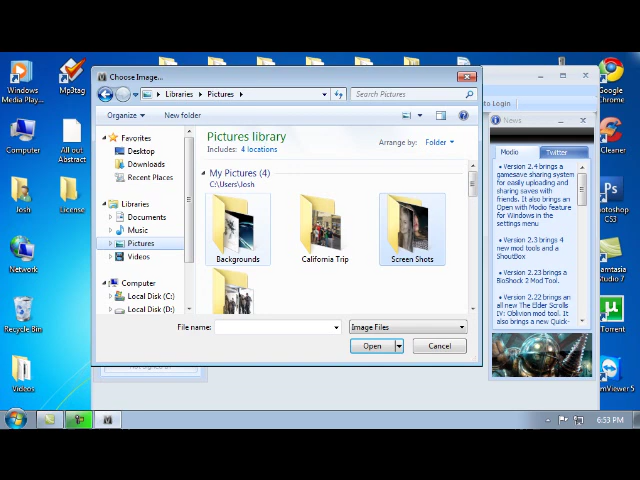 Choose Image...
Libraries
Pictures
Search Pictures
Organize
New folder
Favorites
Desktop
Downloads
Recent Places
Libraries
Documents
Music
Pictures
Videos
Computer
Local Disk (C:)
Local Disk (D:)
Pictures library
Includes: 4 locations
Arrange by: Folder
My Pictures (4)
C:\Users\Josh
Backgrounds
California Trip
Screen Shots
File name:
Image Files
Open
Cancel
to Login
News
Modio
Twitter
• Version 2.4 brings a
gamesave sharing system
for easily uploading and
sharing saves with
friends. It also brings an
Open with Modio feature
for Windows in the
settings menu
• Version 2.3 brings 4
new mod tools and a
ShoutBox
• Version 2.23 brings a
BioShock 2 Mod Tool.
• Version 2.22 brings an
all new The Elder Scrolls
IV: Oblivion mod tool. It
also brings a new Quick-
Windows
Media Play...
Mp3tag
Computer
All out
Abstract
Josh
License
Network
Recycle Bin
Videos
Google
Chrome
CCleaner
Photoshop
CS3
Camtasia
Studio 7
uTorrent
TeamViewer 5
6:53 PM